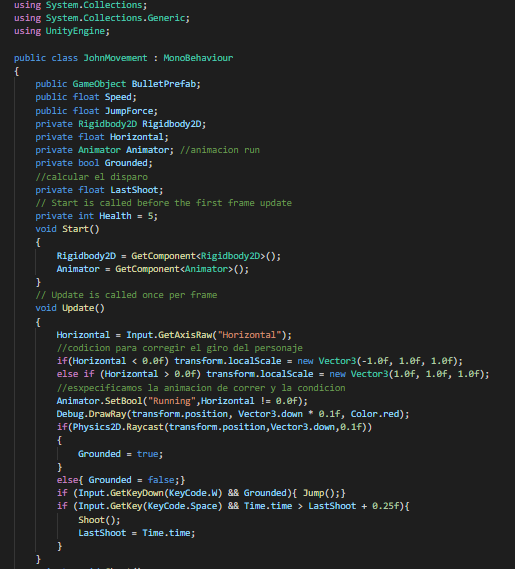 using System.Collections;
using System.Collections.Generic;
using UnityEngine;
public class JohnMovement : MonoBehaviour
{
public GameObject BulletPrefab;
public float Speed;
public float JumpForce;
private Rigidbody2D Rigidbody2D;
private float Horizontal;
private Animator Animator; //animacion run
private bool Grounded;
//calcular el disparo
private float LastShoot;
// Start is called before the first frame update
private int Health = 5;
void Start()
{
Rigidbody2D = GetComponent<Rigidbody2D>();
Animator = GetComponent<Animator>();
}
// Update is called once per frame
void Update()
{
Horizontal = Input.GetAxisRaw("Horizontal");
//codicion para corregir el giro del personaje
if(Horizontal < 0.0f) transform.localScale = new Vector3(-1.0f, 1.0f, 1.0f);
else if (Horizontal > 0.0f) transform.localScale = new Vector3(1.0f, 1.0f, 1.0f);
//esxpecificamos la animacion de correr y la condicion
Animator.SetBool("Running",Horizontal != 0.0f);
Debug.DrawRay(transform.position, Vector3.down * 0.1f, Color.red);
if(Physics2D.Raycast(transform.position,Vector3.down,0.1f))
{
Grounded = true;
}
else{ Grounded = false;}
if (Input.GetKeyDown(KeyCode.W) && Grounded){ Jump();}
if (Input.GetKey(KeyCode.Space) && Time.time > LastShoot + 0.25f){
Shoot();
LastShoot = Time.time;
}
}